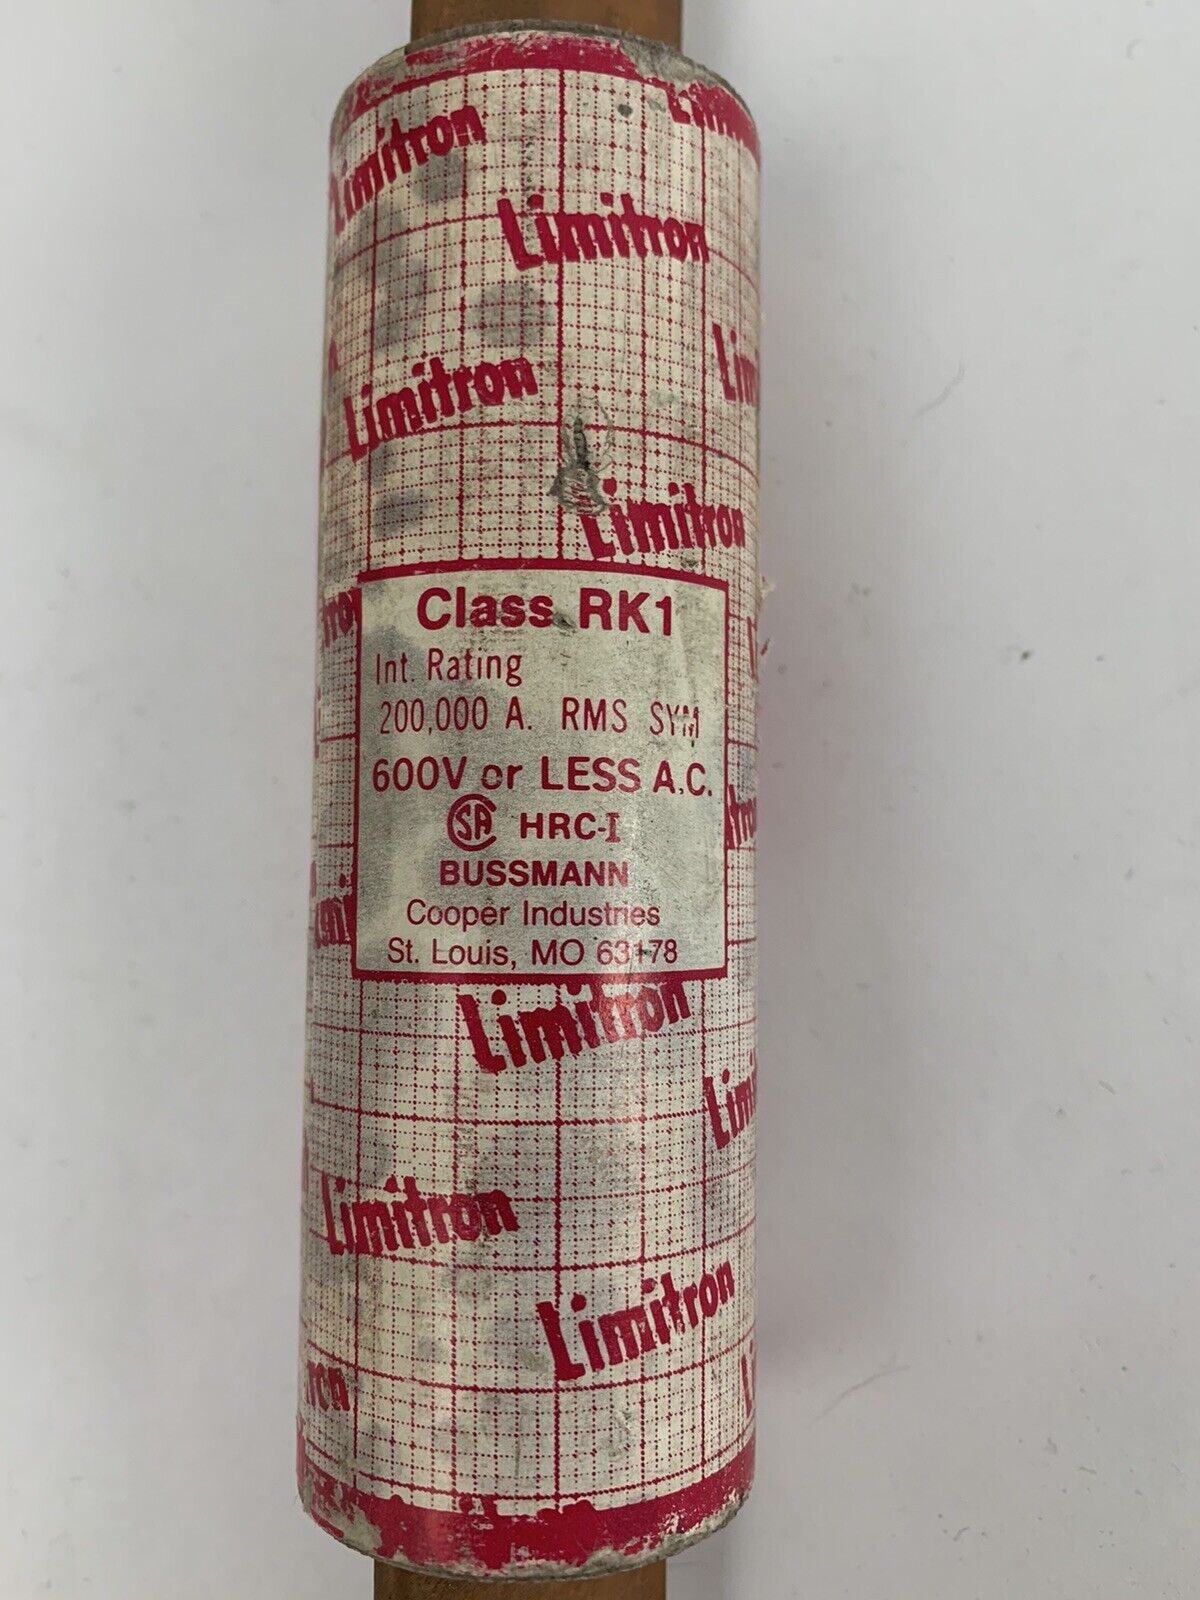 Limitron
Limitron
Limitron
Limitron
Class RK1
Int. Rating
200,000 A. RMS SYM
600V or LESS A.C.
SA HRC-I
BUSSMANN
Cooper Industries
St. Louis, MO 63178
Limitron
Limitron
Limitron